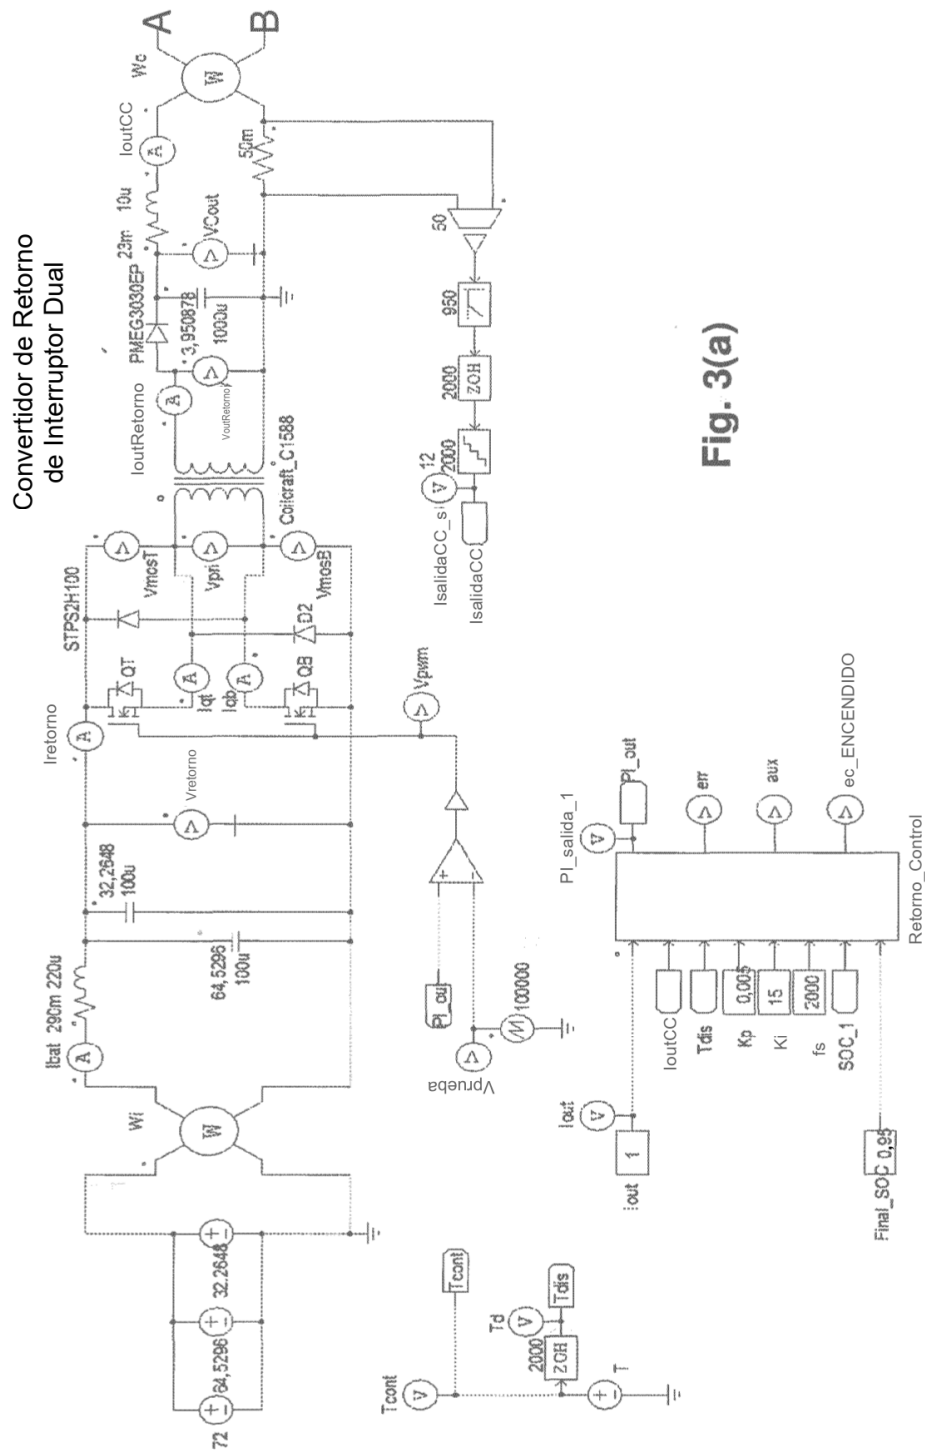 Convertidor de Retorno
de Interruptor Dual
72
64,5296
32.2648
Wi
Ibat
290m
220u
64,5296
100u
32,2648
100u
Vretorno
Iretorno
STPS2H100
QT
Iqt
Iqb
QB
D2
VmosT
Vpri
VmosB
Coilcraft_C1588
IoutRetorno
VoutRetorno
PMEG3030EP
3,950878
1000u
VCout
23m
10u
IoutCC
Wc
A
B
50m
50
950
2000
ZOH
12
2000
IsalidaCC_s
IsalidaCC
Vpwm
PI_out
Vprueba
100000
Tcont
Tcont
Td
Tdis
2000
ZOH
T
Iout
1
Iout
IoutCC
Tdis
Kp
0,005
Ki
15
fs
2000
SOC_1
Final_SOC
0,95
PI_salida_1
PI_out
err
aux
ec_ENCENDIDO
Retorno_Control
Fig. 3(a)